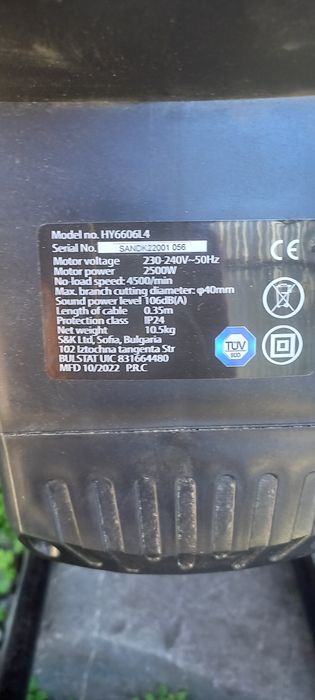 Model no. HY6606L4
Serial No. SANDK22001 056
Motor voltage 230-240V~50Hz
Motor power 2500W
No-load speed: 4500/min
Max. branch cutting diameter: φ40mm
Sound power level 106dB(A)
Length of cable 0.35m
Protection class IP24
Net weight 10.5kg
S&K Ltd, Sofia, Bulgaria
102 Iztochna tangenta Str
BULSTAT UIC 831664480
MFD 10/2022 P.R.C
CE
TÜV
SÜD